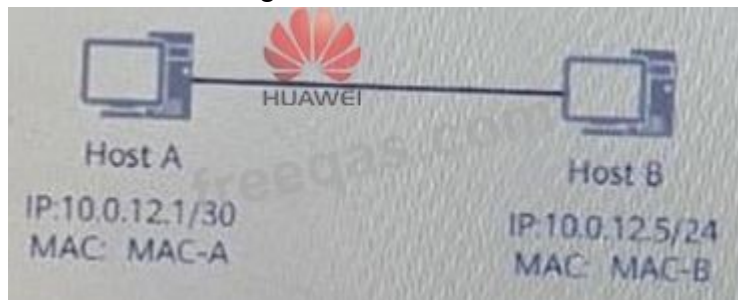 HUAWEI
Host A
IP:10.0.12.1/30
MAC: MAC-A
Host B
IP:10.0.12.5/24
MAC: MAC-B
freeqas.com